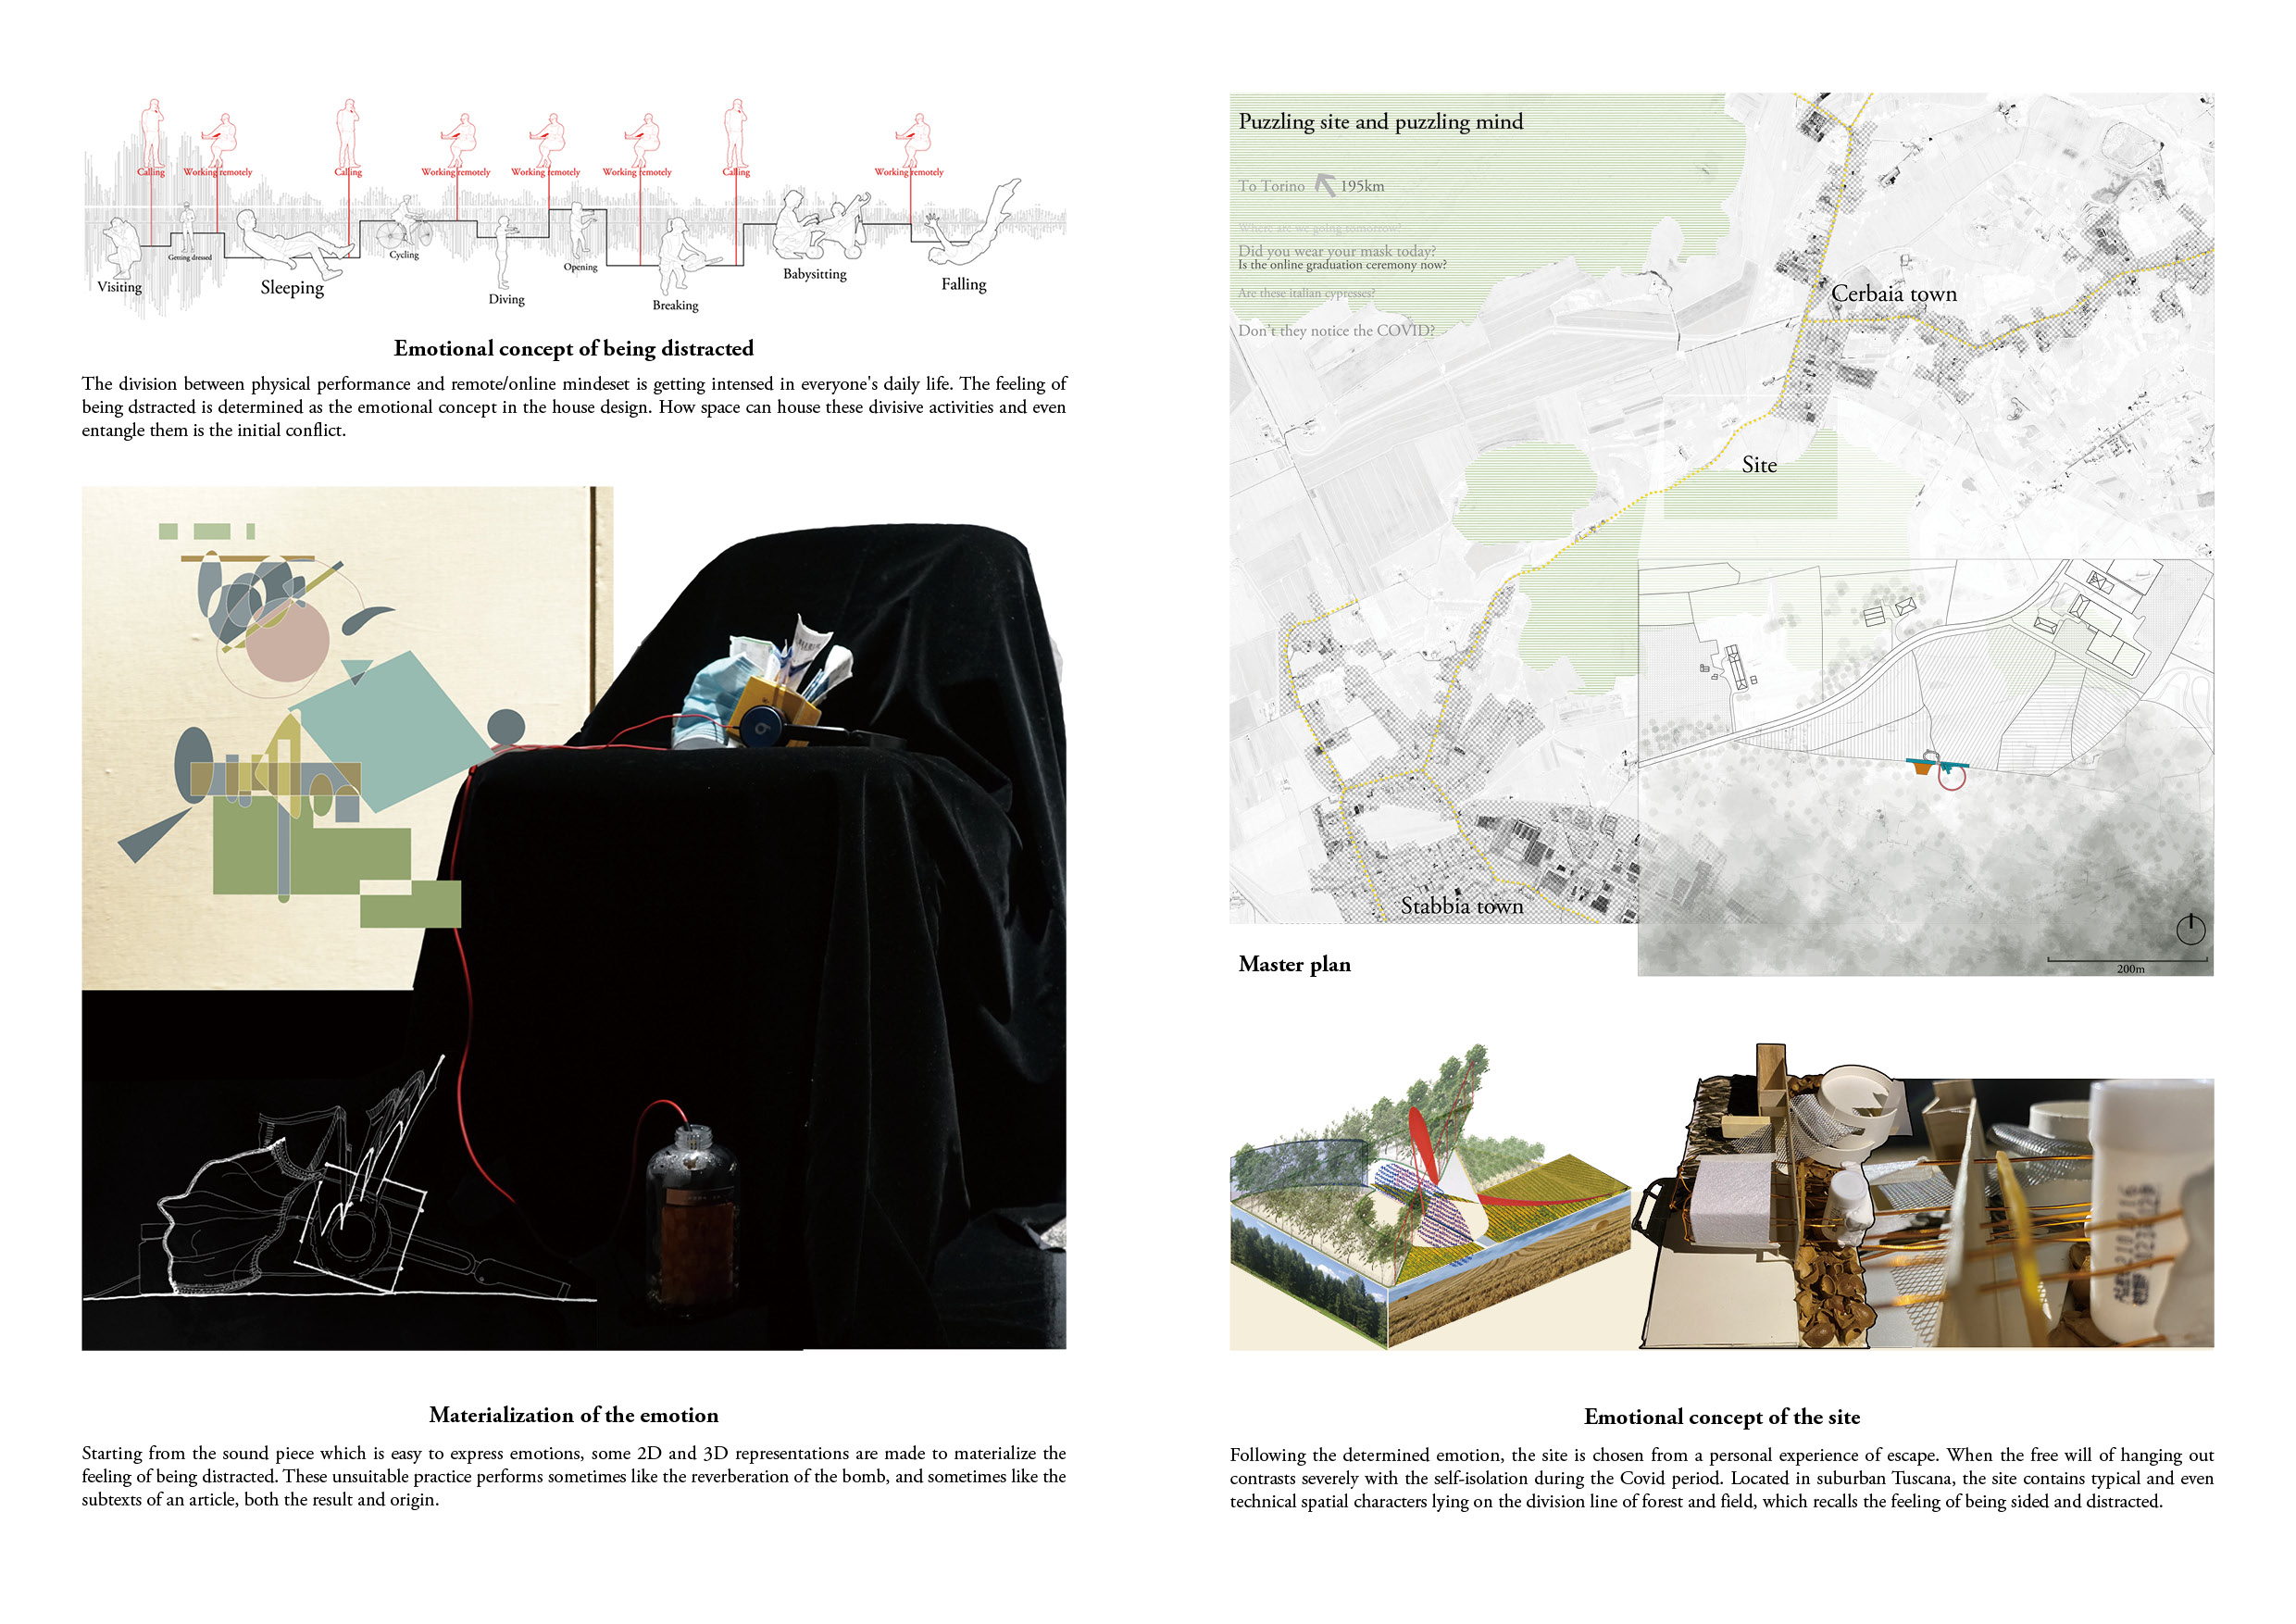 Calling
Working remotely
Calling
Working remotely
Working remotely
Working remotely
Calling
Working remotely
Visiting
Getting dressed
Sleeping
Cycling
Diving
Opening
Breaking
Babysitting
Falling
Emotional concept of being distracted
The division between physical performance and remote/online mindeset is getting intensed in everyone's daily life. The feeling of
being dstracted is determined as the emotional concept in the house design. How space can house these divisive activities and even
entangle them is the initial conflict.
Materialization of the emotion
Starting from the sound piece which is easy to express emotions, some 2D and 3D representations are made to materialize the
feeling of being distracted. These unsuitable practice performs sometimes like the reverberation of the bomb, and sometimes like the
subtexts of an article, both the result and origin.
Puzzling site and puzzling mind
To Torino 195km
Where are we going tomorrow?
Did you wear your mask today?
Is the online graduation ceremony now?
Are these italian cypresses?
Don't they notice the COVID?
Cerbaia town
Site
Stabbia town
200m
Master plan
Emotional concept of the site
Following the determined emotion, the site is chosen from a personal experience of escape. When the free will of hanging out
contrasts severely with the self-isolation during the Covid period. Located in suburban Tuscana, the site contains typical and even
technical spatial characters lying on the division line of forest and field, which recalls the feeling of being sided and distracted.